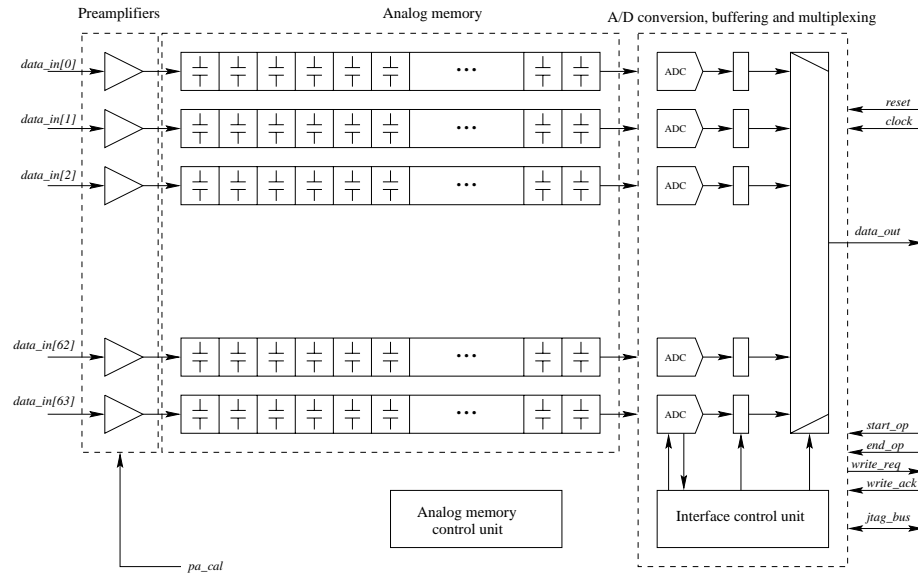 Preamplifiers
Analog memory
A/D conversion, buffering and multiplexing
data_in[0]
ADC
reset
data_in[1]
ADC
clock
data_in[2]
ADC
data_out
data_in[62]
ADC
data_in[63]
ADC
start_op
end_op
write_req
write_ack
Analog memory
control unit
Interface control unit
jtag_bus
pa_cal